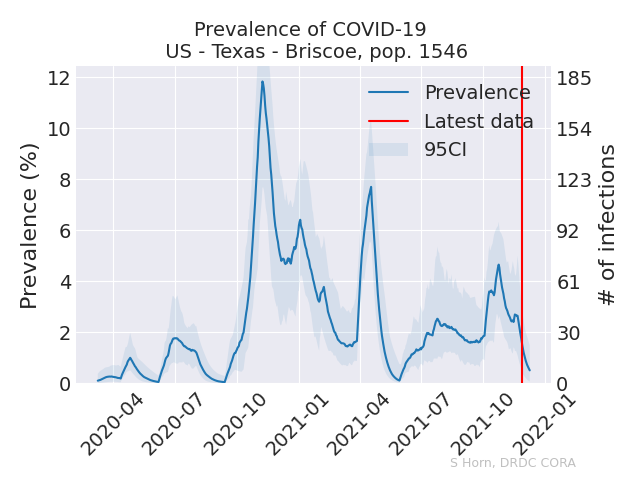 Prevalence of COVID-19
US - Texas - Briscoe, pop. 1546
Prevalence (%)
12
10
8
6
4
2
0
185
154
123
92
61
30
0
# of infections
Prevalence
Latest data
95CI
2020-04
2020-07
2020-10
2021-01
2021-04
2021-07
2021-10
2022-01
S Horn, DRDC CORA